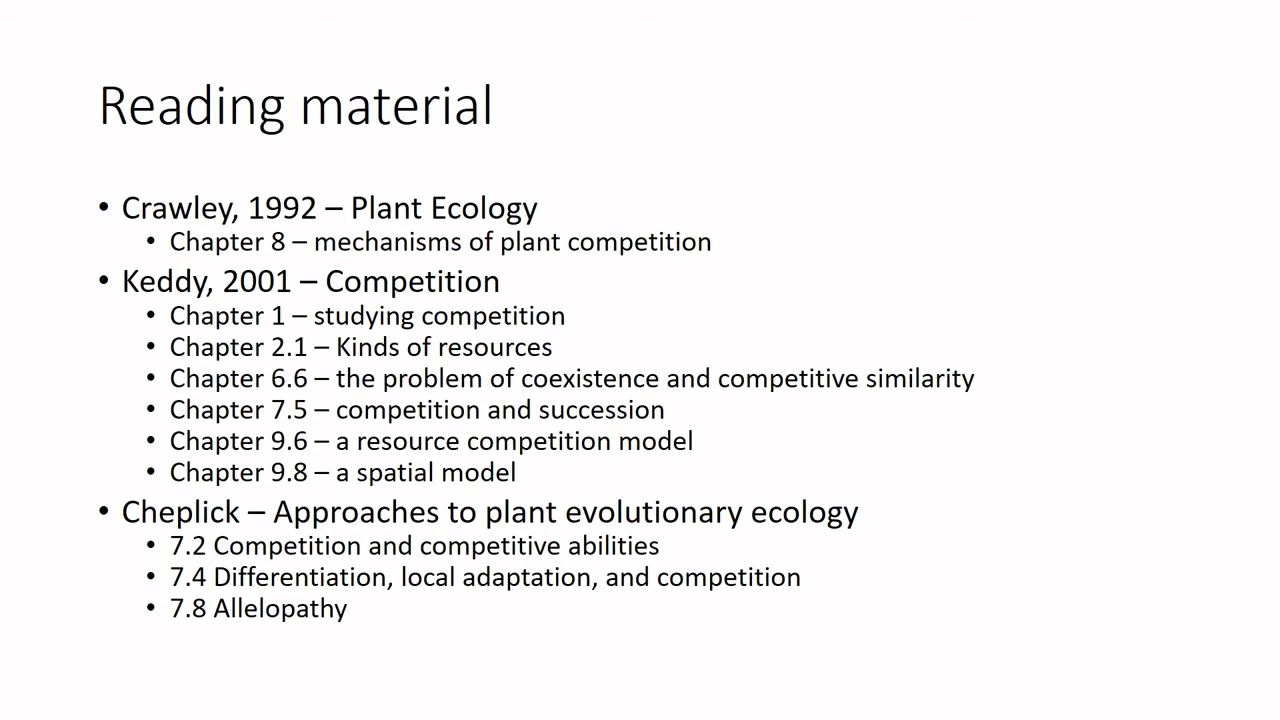 Reading material
• Crawley, 1992 – Plant Ecology
• Chapter 8 – mechanisms of plant competition
• Keddy, 2001 – Competition
• Chapter 1 – studying competition
• Chapter 2.1 – Kinds of resources
• Chapter 6.6 – the problem of coexistence and competitive similarity
• Chapter 7.5 – competition and succession
• Chapter 9.6 – a resource competition model
• Chapter 9.8 – a spatial model
• Cheplick – Approaches to plant evolutionary ecology
• 7.2 Competition and competitive abilities
• 7.4 Differentiation, local adaptation, and competition
• 7.8 Allelopathy